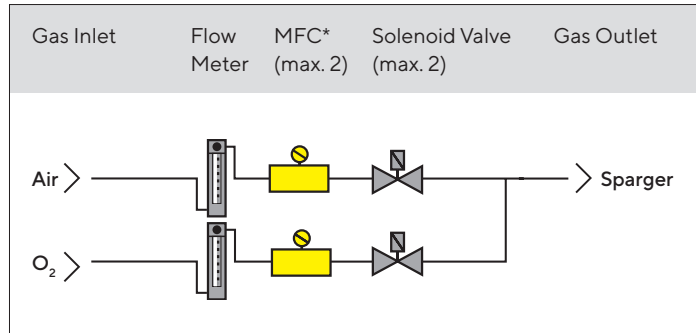 Gas Inlet Flow Meter MFC* (max. 2) Solenoid Valve (max. 2) Gas Outlet
Air Sparger
O₂